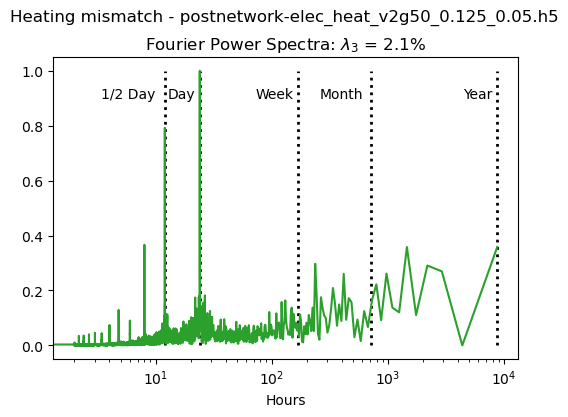 Heating mismatch - postnetwork-elec_heat_v2g50_0.125_0.05.h5
Fourier Power Spectra: λ₃ = 2.1%
1.0
0.8
0.6
0.4
0.2
0.0
1/2 Day
Day
Week
Month
Year
10¹
10²
10³
10⁴
Hours